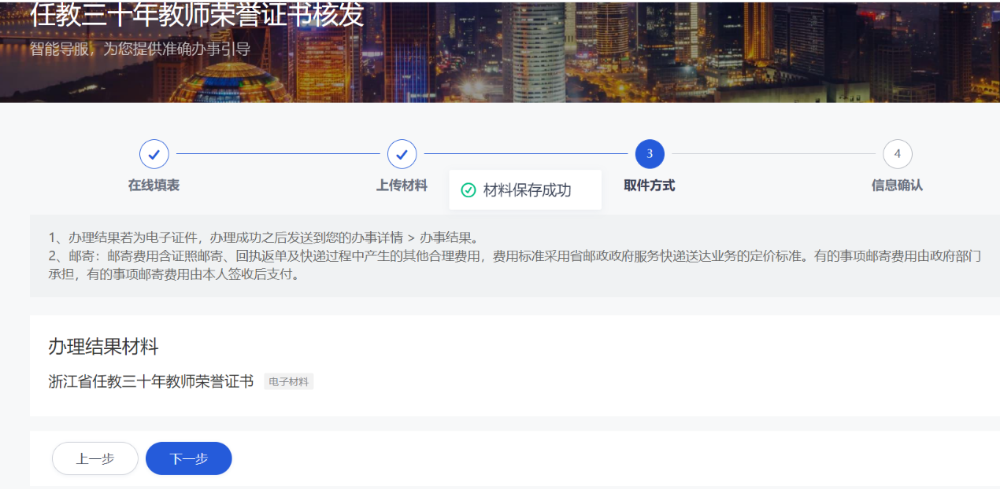 任教三十年教师荣誉证书核发
智能导服，为您提供准确办事引导
3
4
在线填表
上传材料
材料保存成功
取件方式
信息确认
1、办理结果若为电子证件，办理成功之后发送到您的办事详情 > 办事结果。
2、邮寄：邮寄费用含证照邮寄、回执返单及快递过程中产生的其他合理费用，费用标准采用省邮政政府服务快递送达业务的定价标准。有的事项邮寄费用由政府部门
承担，有的事项邮寄费用由本人签收后支付。
办理结果材料
浙江省任教三十年教师荣誉证书 电子材料
上一步
下一步